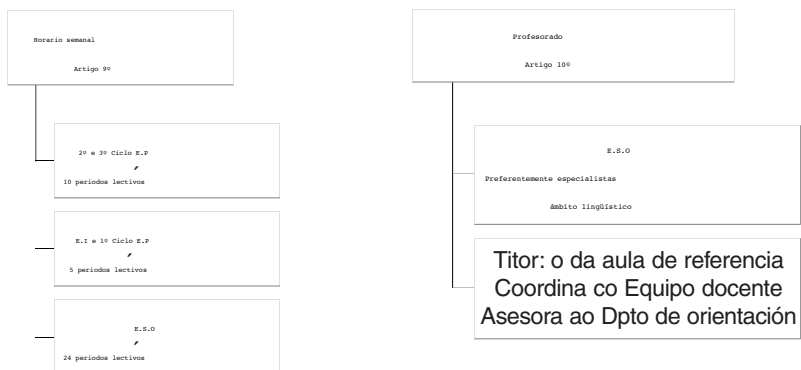 Horario semanal
Artigo 9º
2º e 3º Ciclo E.P
10 periodos lectivos
E.I e 1º Ciclo E.P
5 periodos lectivos
E.S.O
24 periodos lectivos
Profesorado
Artigo 10º
E.S.O
Preferentemente especialistas
ámbito lingüístico
Titor: o da aula de referencia
Coordina co Equipo docente
Asesora ao Dpto de orientación